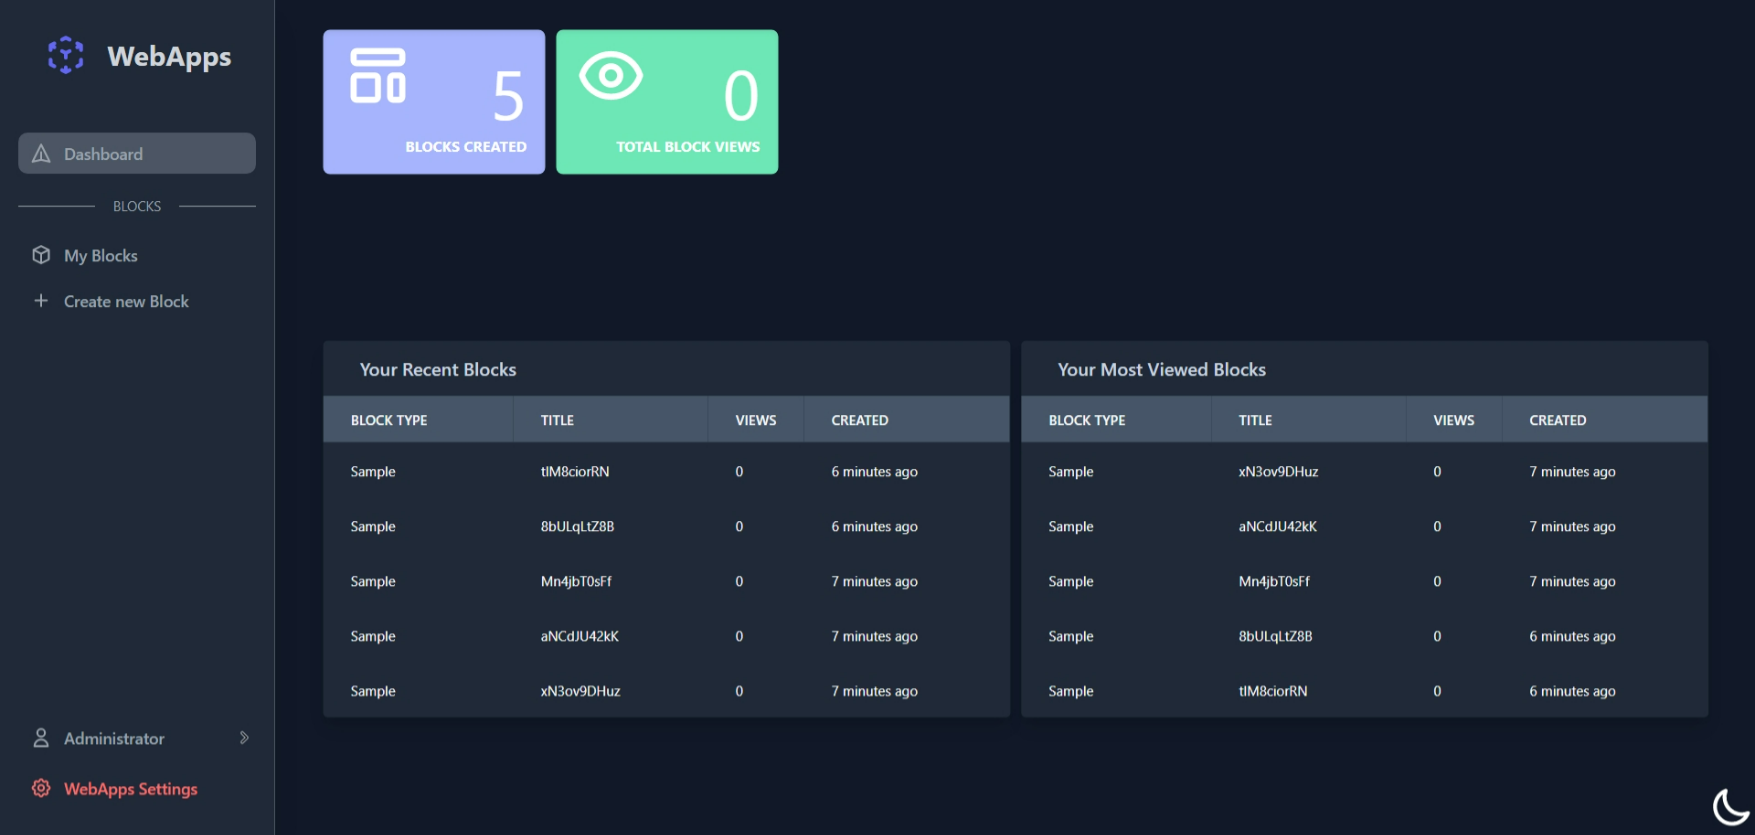 WebApps
Dashboard
BLOCKS
My Blocks
Create new Block
Administrator
WebApps Settings
5
BLOCKS CREATED
0
TOTAL BLOCK VIEWS
Your Recent Blocks
BLOCK TYPE TITLE VIEWS CREATED
Sample tIM8ciorRN 0 6 minutes ago
Sample 8bULqLtZ8B 0 6 minutes ago
Sample Mn4jbT0sFf 0 7 minutes ago
Sample aNCdJU42kK 0 7 minutes ago
Sample xN3ov9DHuz 0 7 minutes ago
Your Most Viewed Blocks
BLOCK TYPE TITLE VIEWS CREATED
Sample xN3ov9DHuz 0 7 minutes ago
Sample aNCdJU42kK 0 7 minutes ago
Sample Mn4jbT0sFf 0 7 minutes ago
Sample 8bULqLtZ8B 0 6 minutes ago
Sample tIM8ciorRN 0 6 minutes ago